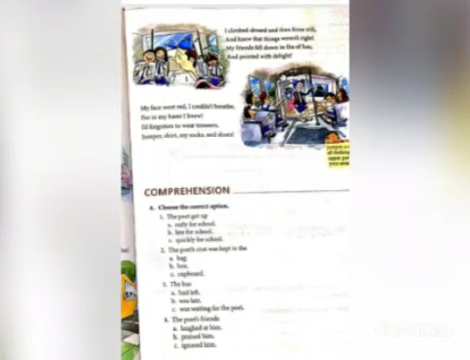 I climbed aboard and then froze still,
And knew that things weren't right!
My friends fell down in fits of fun,
And pointed with delight!
My face went red, I couldn't breathe,
For in my haste I knew!
I'd forgotten to wear trousers,
Jumper, shirt, my socks, and shoes!
COMPREHENSION
A. Choose the correct option.
1. The poet got up
a. early for school.
b. late for school.
c. quickly for school.
2. The poet's coat was kept in the
a. bag.
b. box.
c. cupboard.
3. The bus
a. had left.
b. was late.
c. was waiting for the poet.
4. The poet's friends
a. laughed at him.
b. praised him.
c. ignored him.